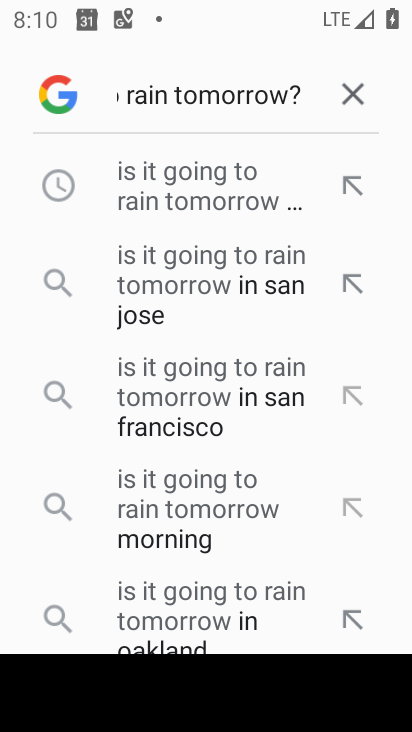 8:10 31 LTE
rain tomorrow?
is it going to
rain tomorrow ...
is it going to rain
tomorrow in san
jose
is it going to rain
tomorrow in san
francisco
is it going to
rain tomorrow
morning
is it going to rain
tomorrow in
oakland